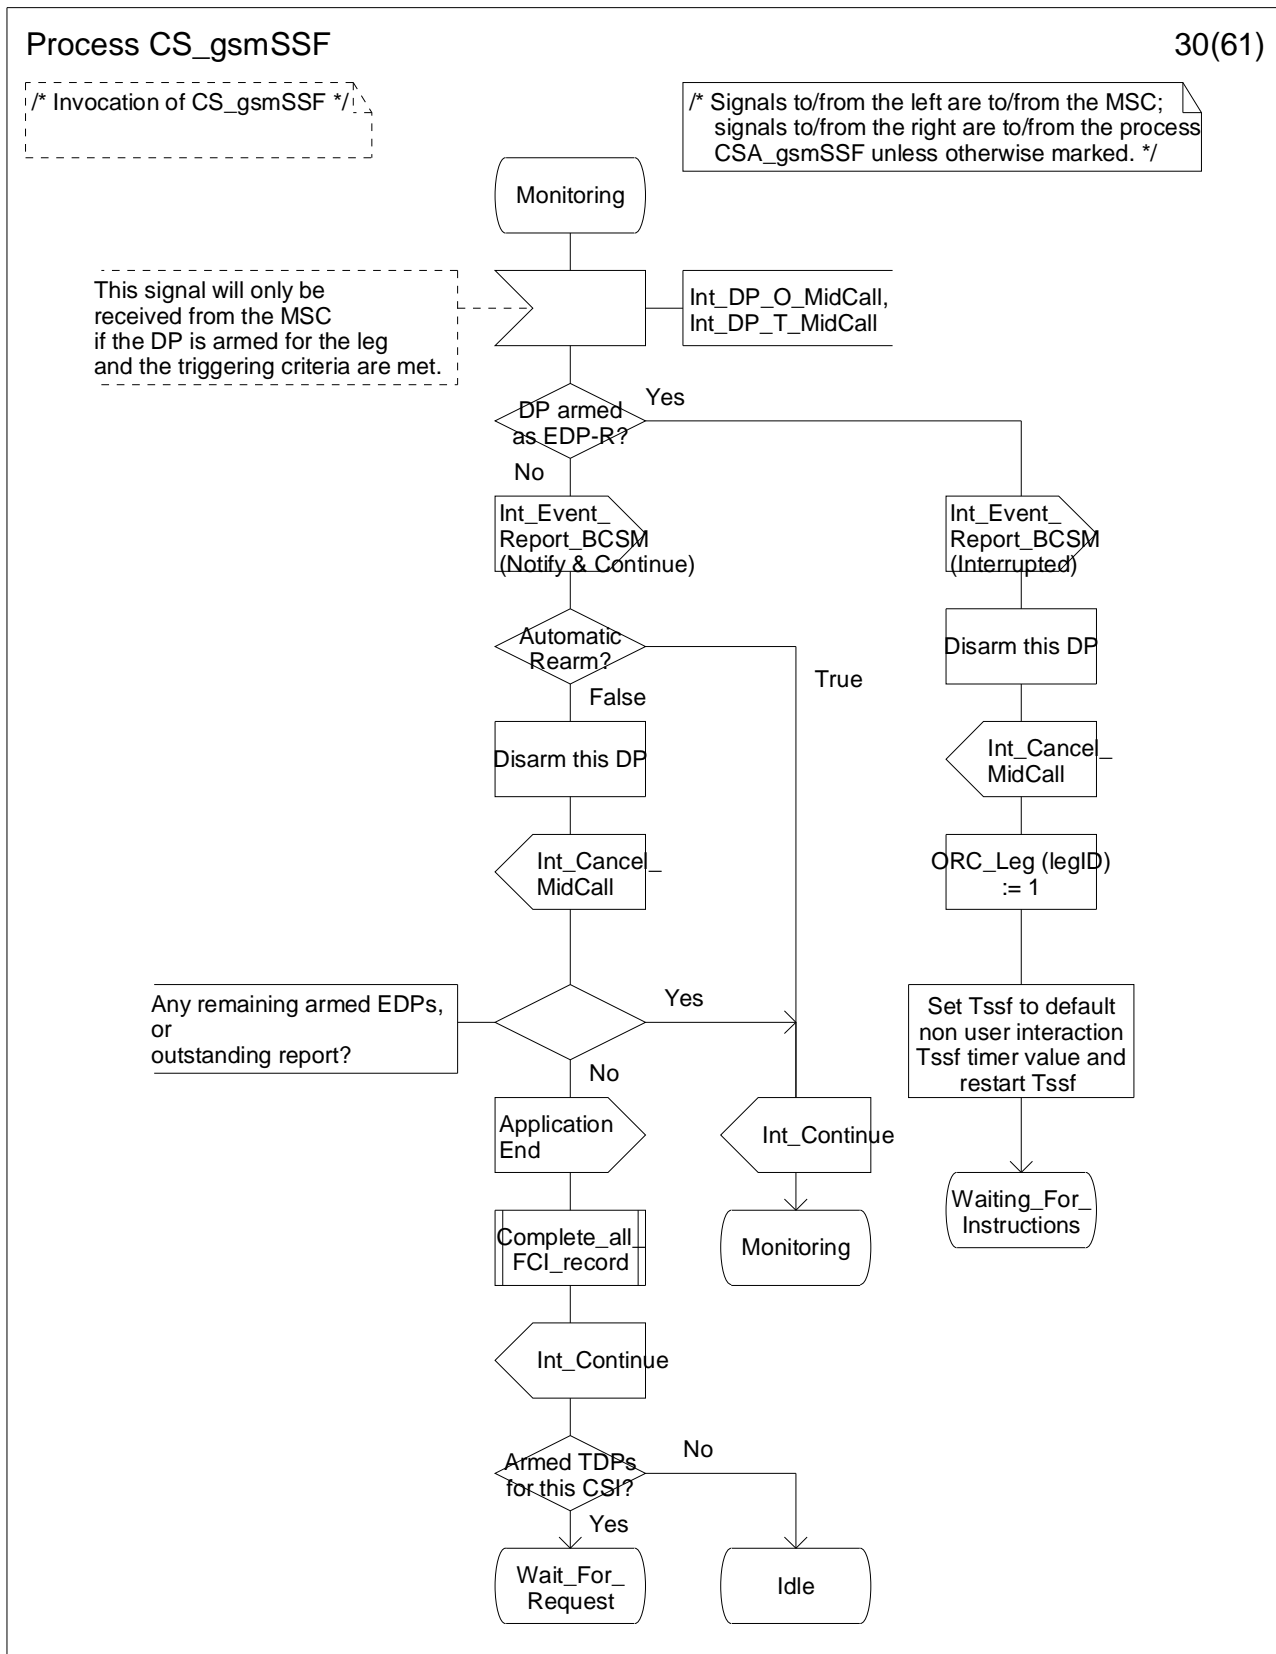 Process CS_gsmSSF
30(61)
/* Invocation of CS_gsmSSF */
/* Signals to/from the left are to/from the MSC;
signals to/from the right are to/from the process
CSA_gsmSSF unless otherwise marked. */
Monitoring
This signal will only be
received from the MSC
if the DP is armed for the leg
and the triggering criteria are met.
Int_DP_O_MidCall,
Int_DP_T_MidCall
DP armed
as EDP-R?
Yes
No
Int_Event_
Report_BCSM
(Notify & Continue)
Int_Event_
Report_BCSM
(Interrupted)
Automatic
Rearm?
True
False
Disarm this DP
Disarm this DP
Int_Cancel_
MidCall
Int_Cancel_
MidCall
ORC_Leg (legID)
:= 1
Any remaining armed EDPs,
or
outstanding report?
Yes
No
Set Tssf to default
non user interaction
Tssf timer value and
restart Tssf
Application
End
Int_Continue
Waiting_For_
Instructions
Complete_all_
FCI_record
Monitoring
Int_Continue
Armed TDPs
for this CSI?
No
Yes
Wait_For_
Request
Idle